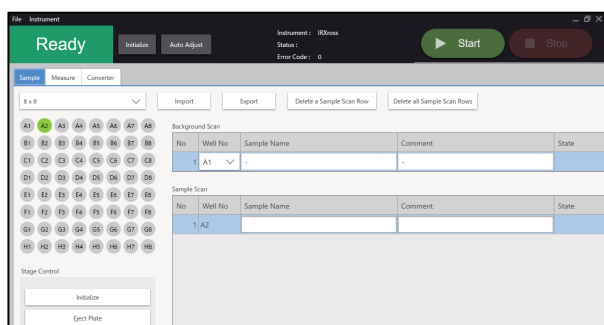 File Instrument
Ready
Initialize
Auto Adjust
Instrument : IRXross
Status :
Error Code : 0
Start
Stop
Sample Measure Converter
8 x 8
Import
Export
Delete a Sample Scan Row
Delete all Sample Scan Rows
A1 A2 A3 A4 A5 A6 A7 A8
B1 B2 B3 B4 B5 B6 B7 B8
C1 C2 C3 C4 C5 C6 C7 C8
D1 D2 D3 D4 D5 D6 D7 D8
E1 E2 E3 E4 E5 E6 E7 E8
F1 F2 F3 F4 F5 F6 F7 F8
G1 G2 G3 G4 G5 G6 G7 G8
H1 H2 H3 H4 H5 H6 H7 H8
Stage Control
Initialize
Eject Plate
Background Scan
No Well No Sample Name Comment State
1 A1 - -
Sample Scan
No Well No Sample Name Comment State
1 A2